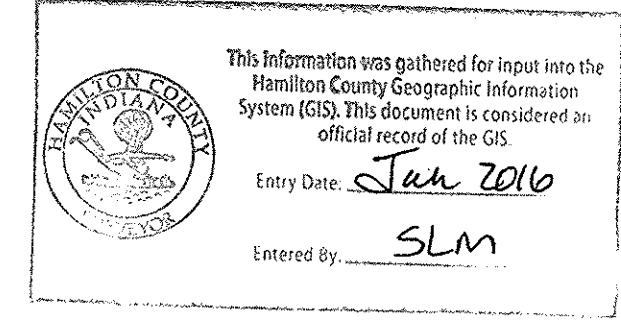 HAMILTON COUNTY
INDIANA
SURVEYOR
This information was gathered for input into the
Hamilton County Geographic Information
System (GIS). This document is considered an
official record of the GIS.
Entry Date: Jan 2016
Entered By. SLM